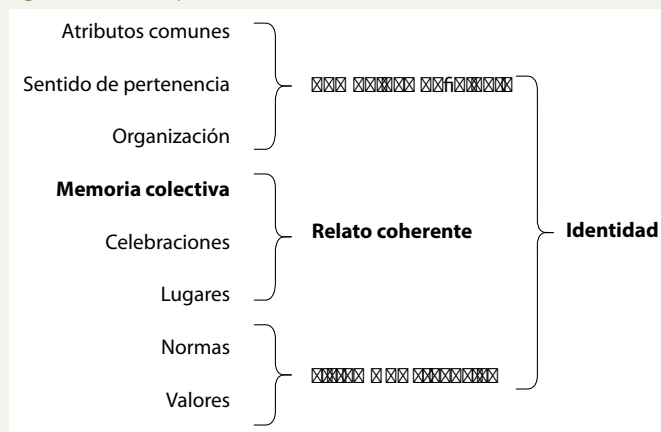 Atributos comunes
Sentido de pertenencia
Organización
Memoria colectiva
Celebraciones
Lugares
Normas
Valores
Relato coherente
Identidad